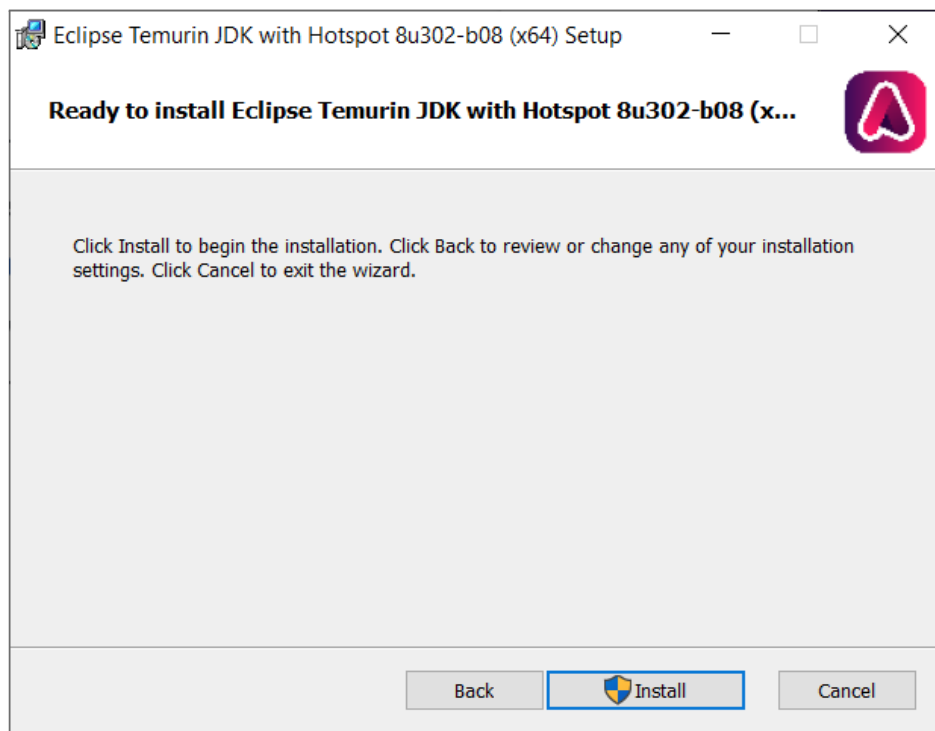 Eclipse Temurin JDK with Hotspot 8u302-b08 (x64) Setup
Ready to install Eclipse Temurin JDK with Hotspot 8u302-b08 (x...
Click Install to begin the installation. Click Back to review or change any of your installation
settings. Click Cancel to exit the wizard.
Back Install Cancel